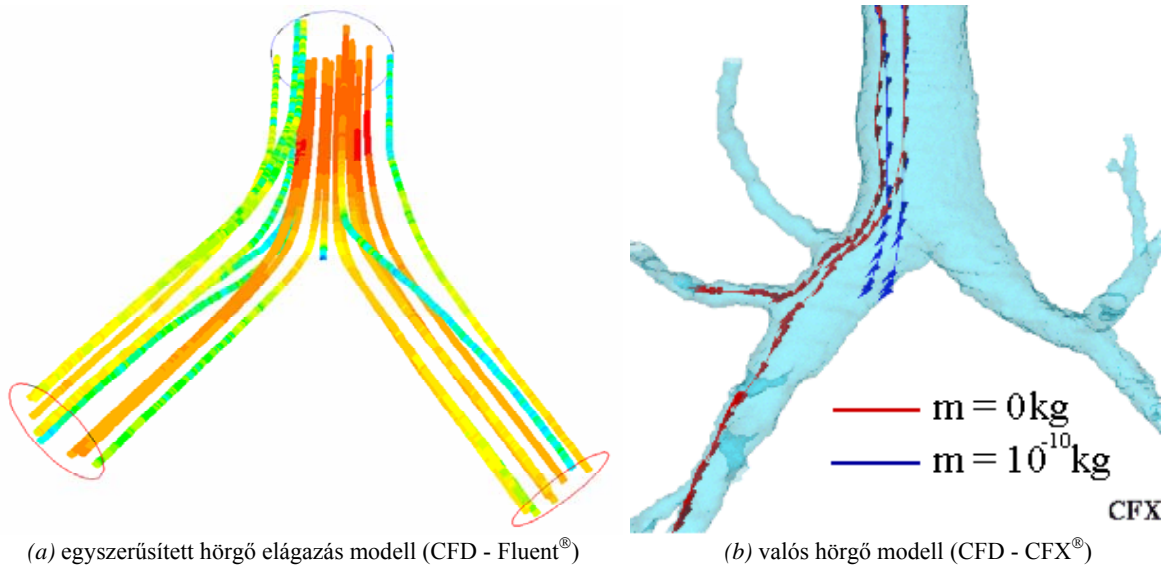 m = 0kg
m = 10⁻¹⁰kg
CFX
(a) egyszerűsített hörgő elágazás modell (CFD - Fluent®)
(b) valós hörgő modell (CFD - CFX®)